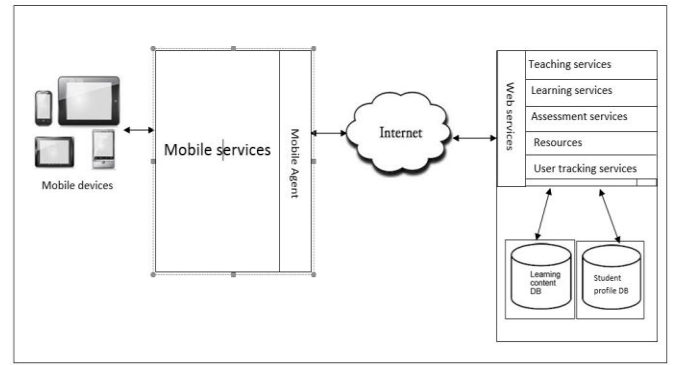 Mobile devices
Mobile services
Mobile Agent
Internet
Web services
Teaching services
Learning services
Assessment services
Resources
User tracking services
Learning
content
DB
Student
profile DB